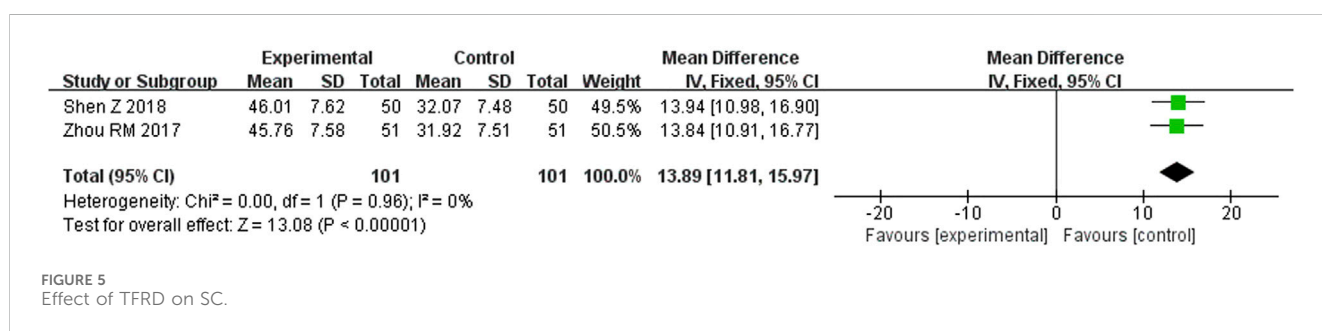 Experimental Control Mean Difference Mean Difference
Study or Subgroup Mean SD Total Mean SD Total Weight IV, Fixed, 95% CI IV, Fixed, 95% CI
Shen Z 2018 46.01 7.62 50 32.07 7.48 50 49.5% 13.94 [10.98, 16.90]
Zhou RM 2017 45.76 7.58 51 31.92 7.51 51 50.5% 13.84 [10.91, 16.77]
Total (95% CI) 101 101 100.0% 13.89 [11.81, 15.97]
Heterogeneity: Chi² = 0.00, df = 1 (P = 0.96); I² = 0%
Test for overall effect: Z = 13.08 (P < 0.00001)
-20 -10 0 10 20
Favours [experimental] Favours [control]
FIGURE 5
Effect of TFRD on SC.